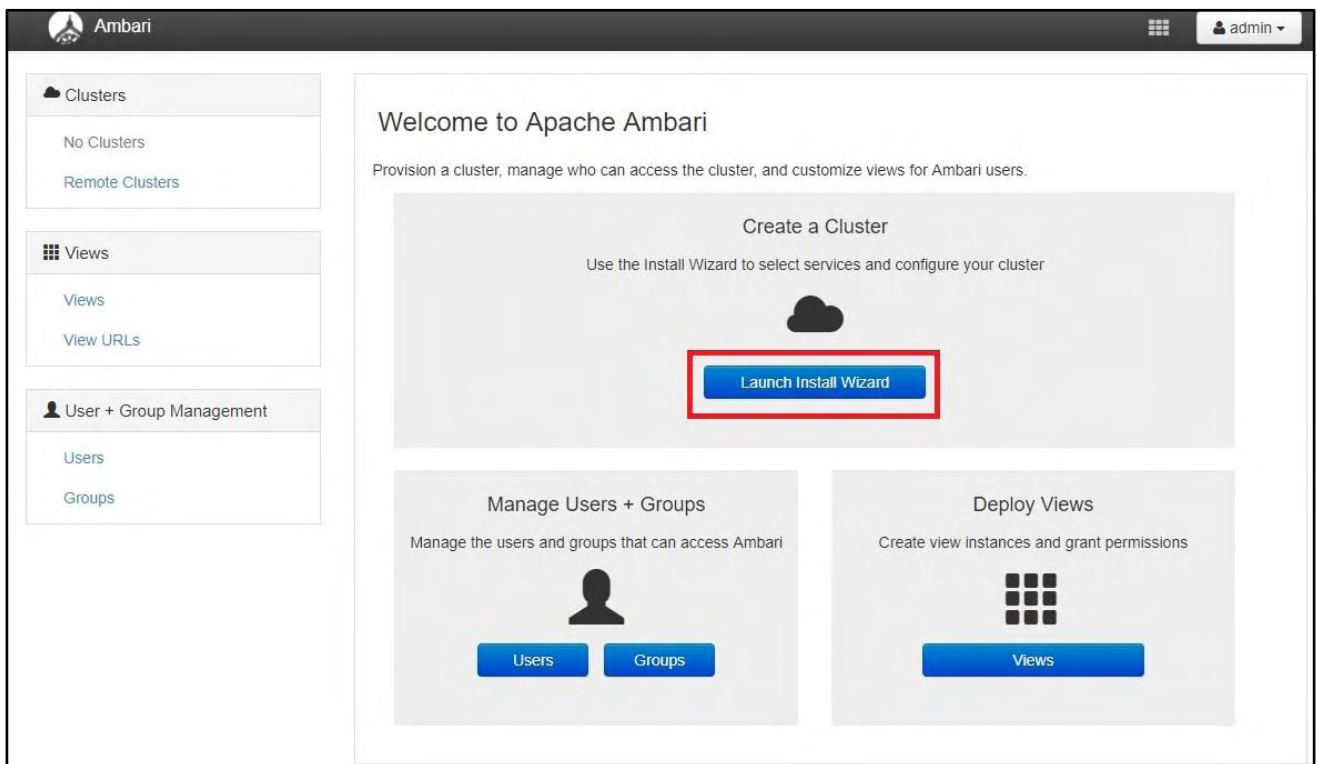 Ambari
admin
Clusters
No Clusters
Remote Clusters
Views
Views
View URLs
User + Group Management
Users
Groups
Welcome to Apache Ambari
Provision a cluster, manage who can access the cluster, and customize views for Ambari users.
Create a Cluster
Use the Install Wizard to select services and configure your cluster
Launch Install Wizard
Manage Users + Groups
Manage the users and groups that can access Ambari
Users Groups
Deploy Views
Create view instances and grant permissions
Views